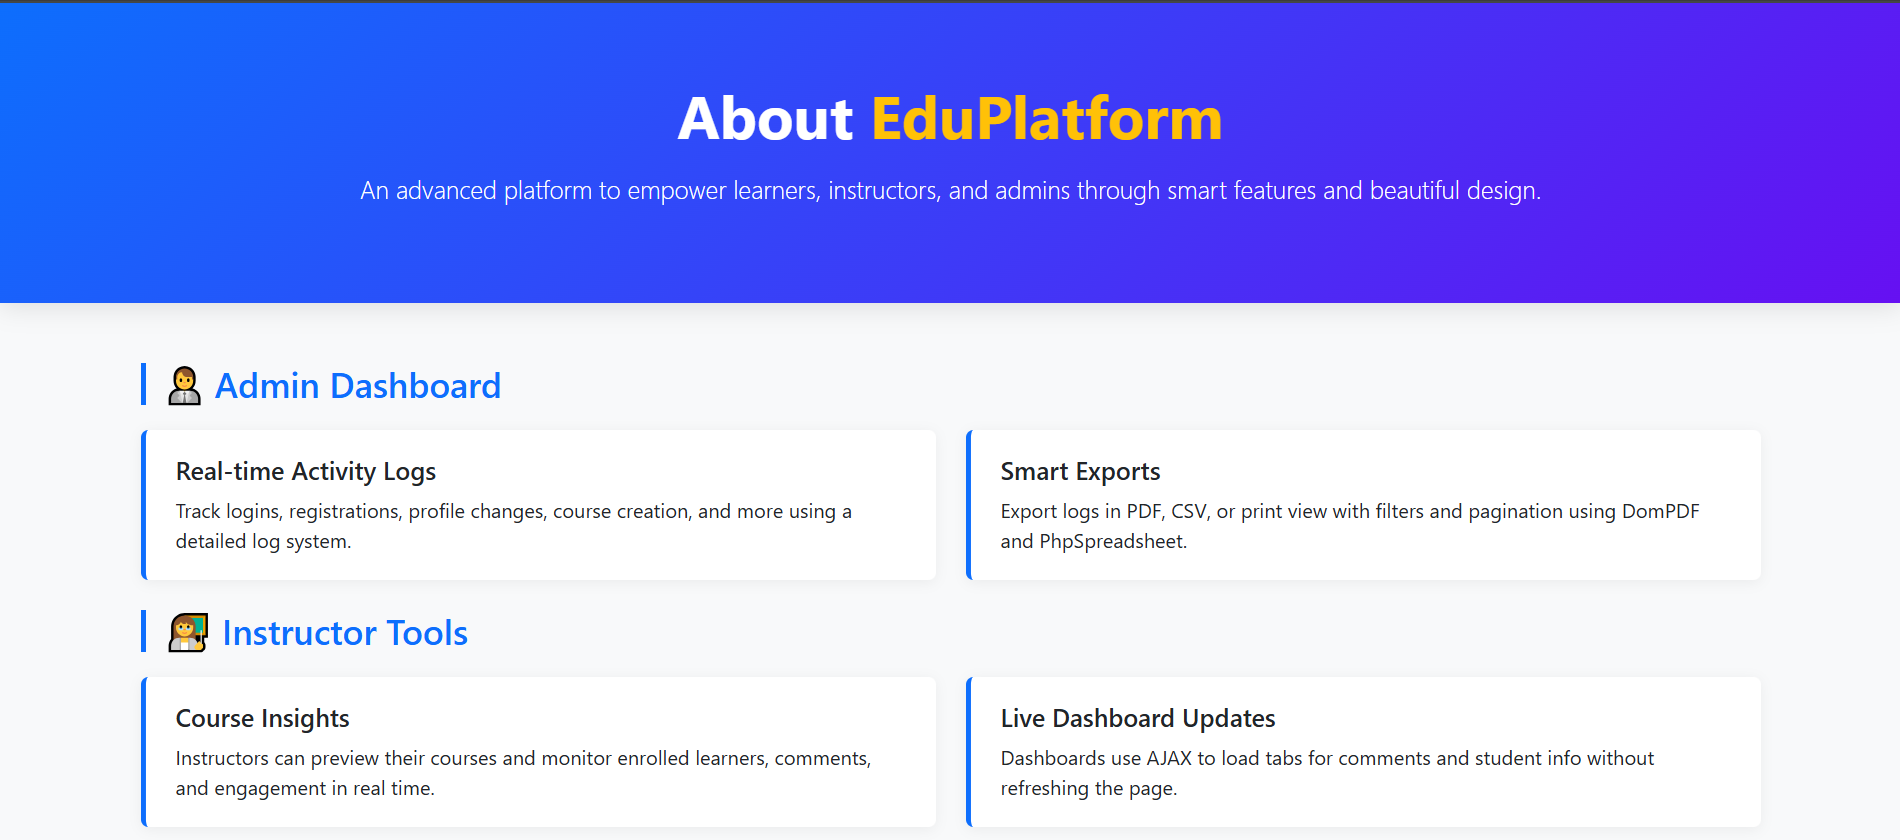 About EduPlatform
An advanced platform to empower learners, instructors, and admins through smart features and beautiful design.
Admin Dashboard
Real-time Activity Logs
Track logins, registrations, profile changes, course creation, and more using a
detailed log system.
Smart Exports
Export logs in PDF, CSV, or print view with filters and pagination using DomPDF
and PhpSpreadsheet.
Instructor Tools
Course Insights
Instructors can preview their courses and monitor enrolled learners, comments,
and engagement in real time.
Live Dashboard Updates
Dashboards use AJAX to load tabs for comments and student info without
refreshing the page.